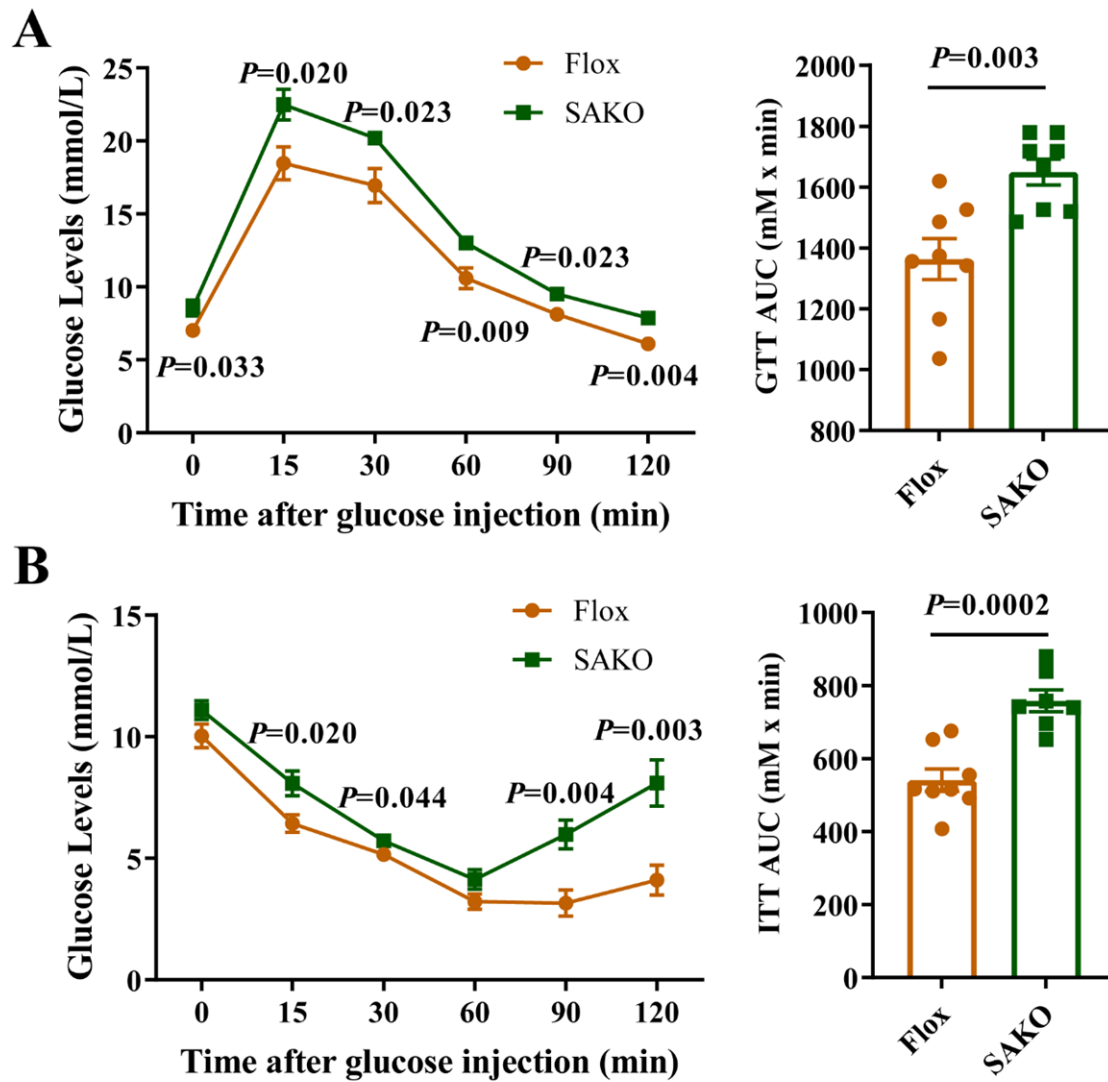 A
Glucose Levels (mmol/L)
25
20
15
10
5
0
P=0.020
P=0.023
P=0.023
P=0.033
P=0.009
P=0.004
Flox
SAKO
0 15 30 60 90 120
Time after glucose injection (min)
GTT AUC (mM x min)
2000
1800
1600
1400
1200
1000
800
P=0.003
Flox
SAKO
B
Glucose Levels (mmol/L)
15
10
5
0
Flox
SAKO
P=0.020
P=0.044
P=0.004
P=0.003
0 15 30 60 90 120
Time after glucose injection (min)
ITT AUC (mM x min)
1000
800
600
400
200
0
P=0.0002
Flox
SAKO